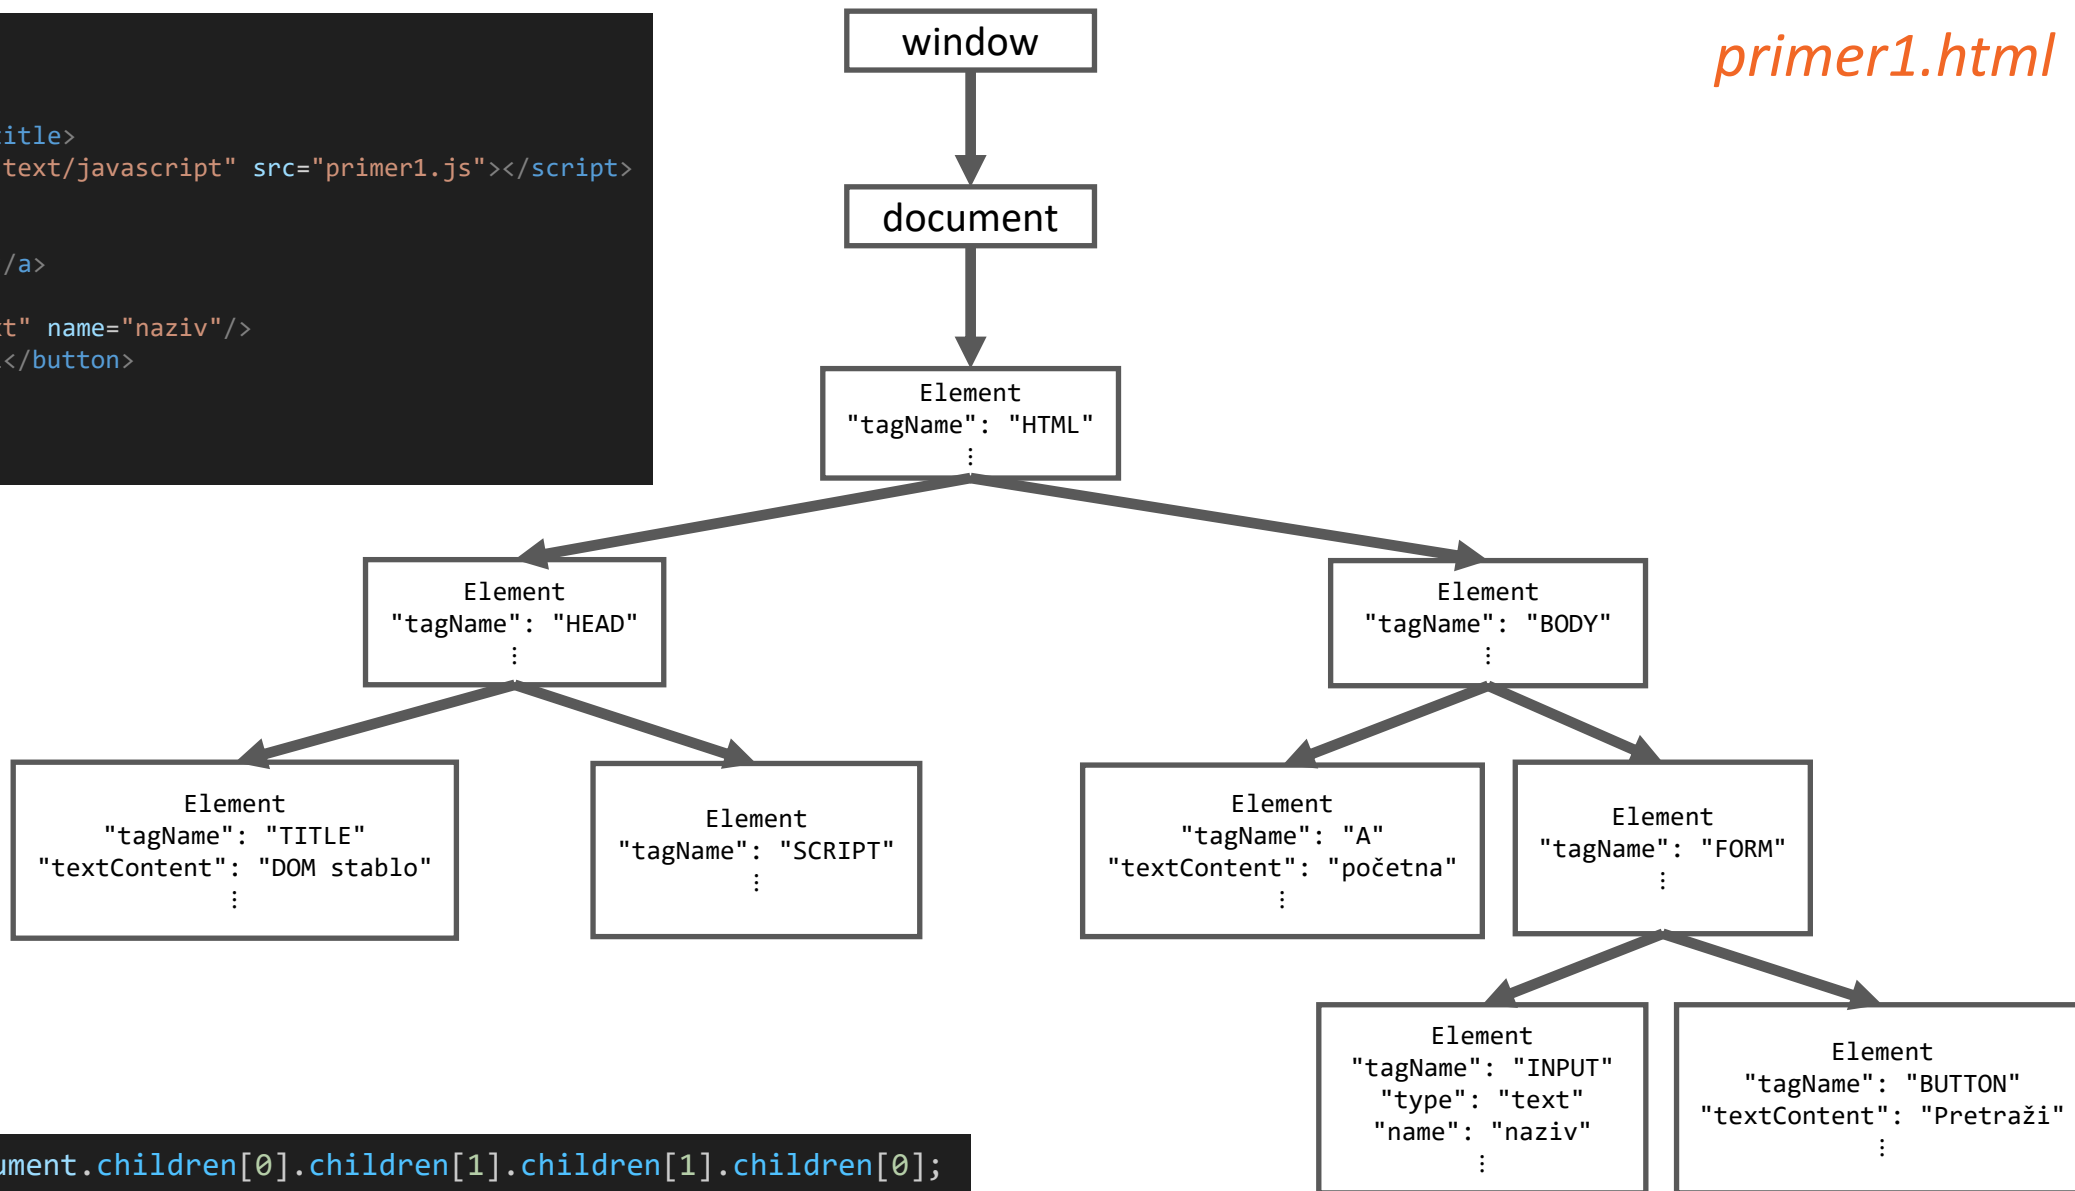 primer1.html
itle>
text/javascript" src="primer1.js"></script>
/a>
t" name="naziv"/>
</button>
window
document
Element
"tagName": "HTML"
⋮
Element
"tagName": "HEAD"
⋮
Element
"tagName": "BODY"
⋮
Element
"tagName": "TITLE"
"textContent": "DOM stablo"
⋮
Element
"tagName": "SCRIPT"
⋮
Element
"tagName": "A"
"textContent": "početna"
⋮
Element
"tagName": "FORM"
⋮
Element
"tagName": "INPUT"
"type": "text"
"name": "naziv"
⋮
Element
"tagName": "BUTTON"
"textContent": "Pretraži"
⋮
ument.children[0].children[1].children[1].children[0];